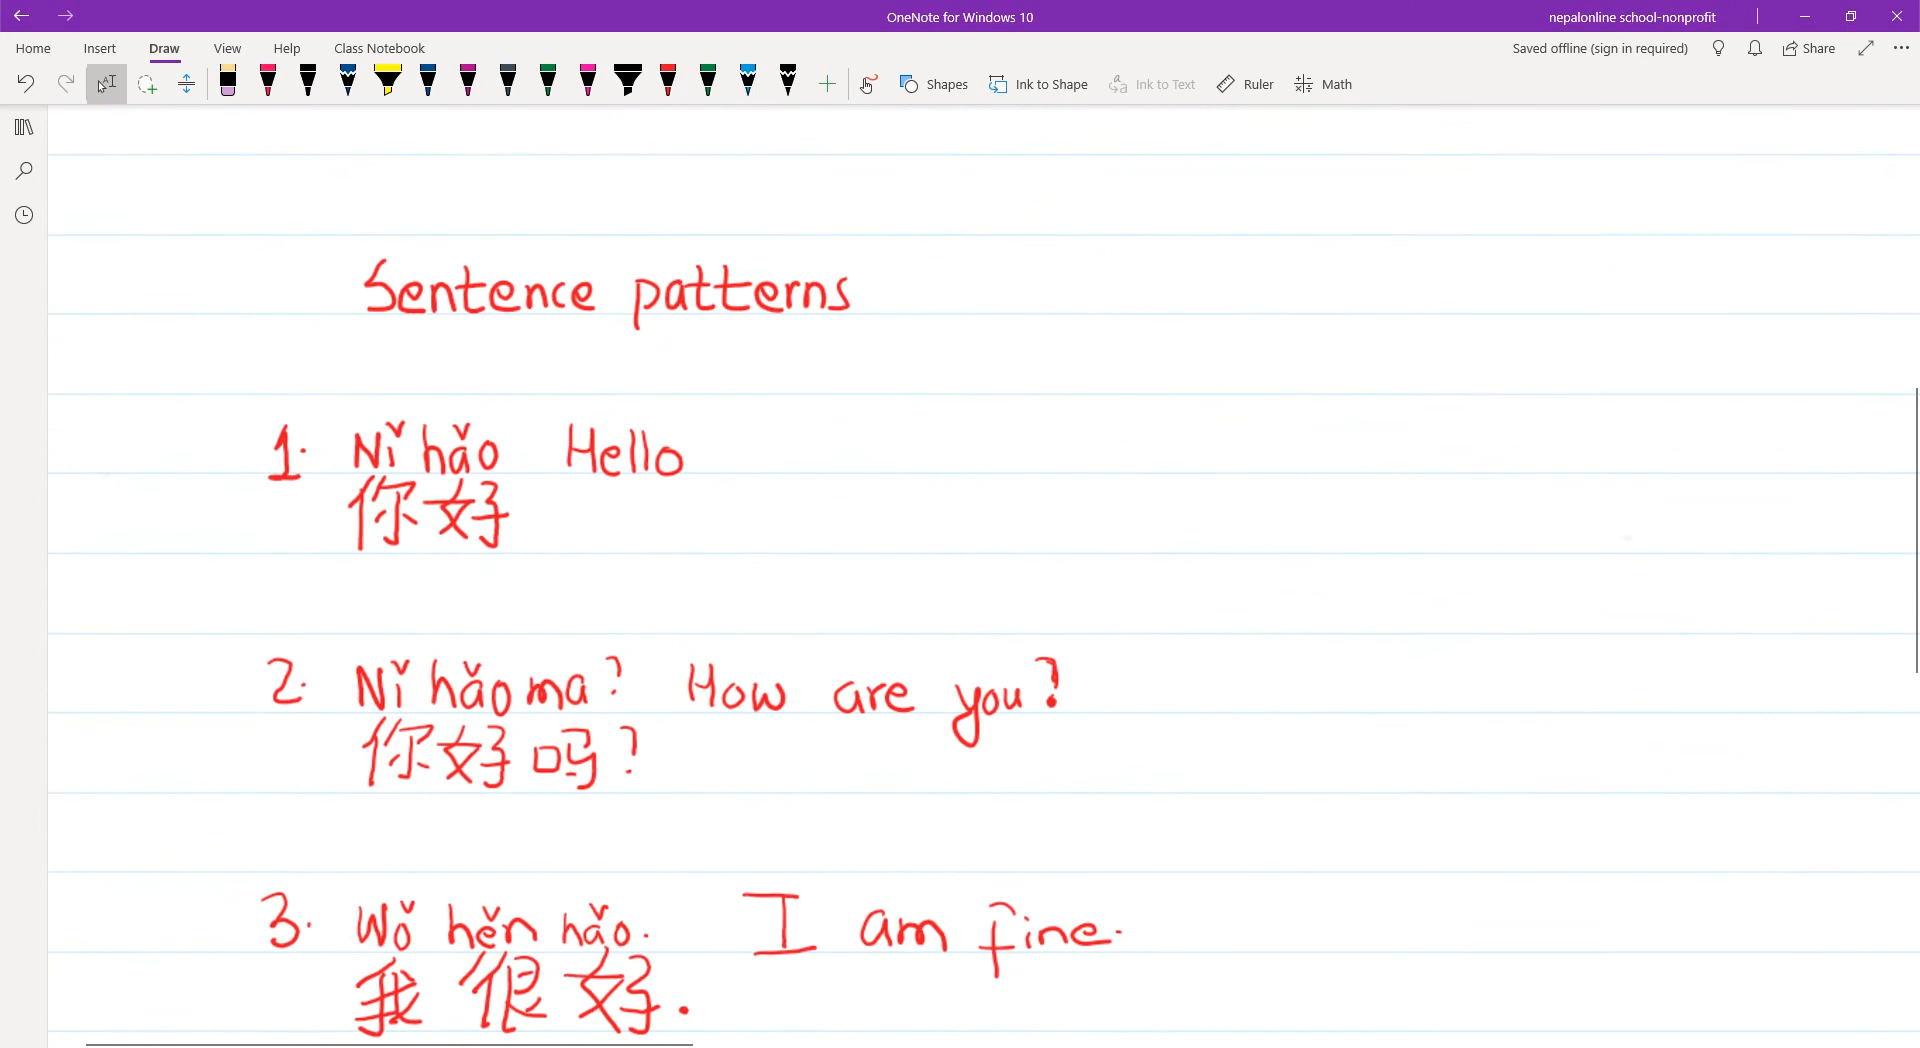 OneNote for Windows 10
nepalonline school-nonprofit
Home Insert Draw View Help Class Notebook
Saved offline (sign in required) Share
Shapes Ink to Shape Ink to Text Ruler Math
Sentence patterns
1. Nǐ hǎo Hello
你好
2. Nǐ hǎo ma? How are you?
你好吗?
3. Wǒ hěn hǎo. I am fine.
我很好.